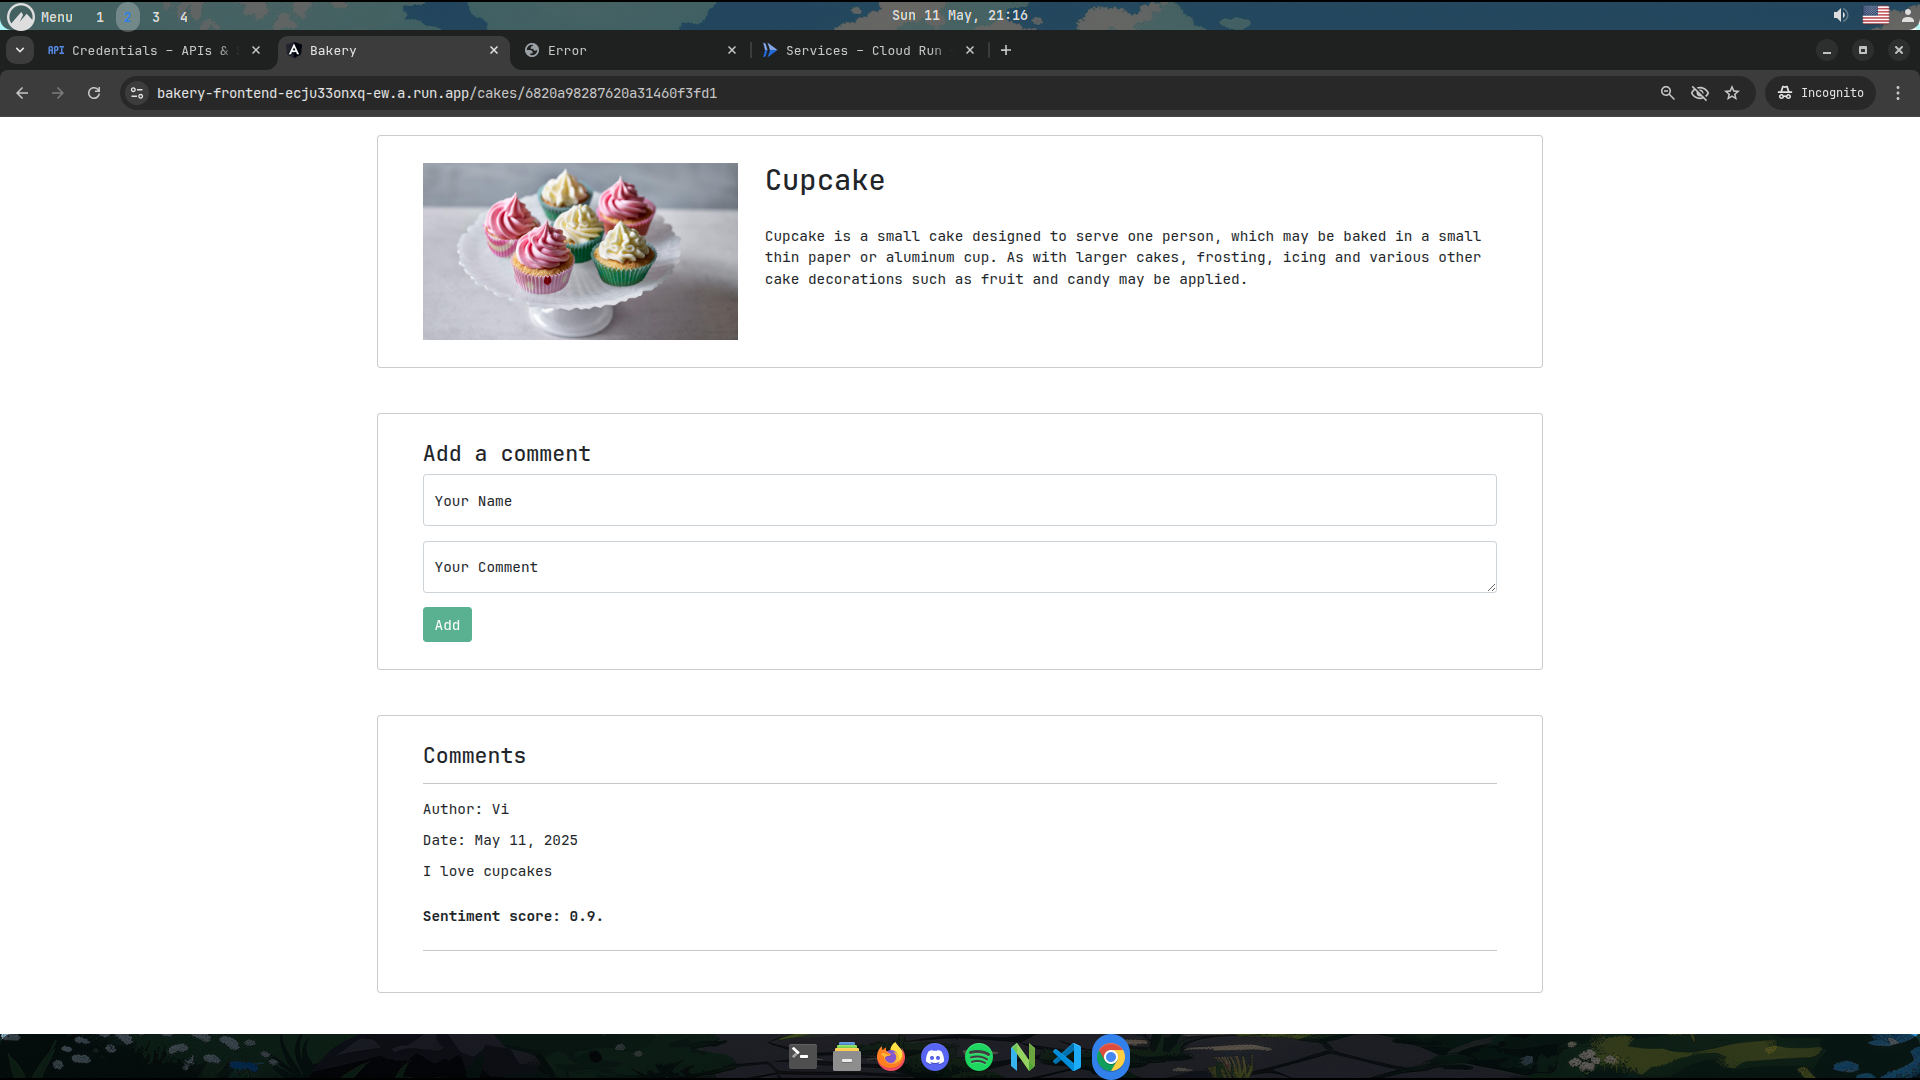 Menu 1 2 3 4 Sun 11 May, 21:16
API Credentials – APIs & Bakery Error Services – Cloud Run
bakery-frontend-ecju33onxq-ew.a.run.app/cakes/6820a98287620a31460f3fd1 Incognito
Cupcake
Cupcake is a small cake designed to serve one person, which may be baked in a small
thin paper or aluminum cup. As with larger cakes, frosting, icing and various other
cake decorations such as fruit and candy may be applied.
Add a comment
Your Name
Your Comment
Add
Comments
Author: Vi
Date: May 11, 2025
I love cupcakes
Sentiment score: 0.9.